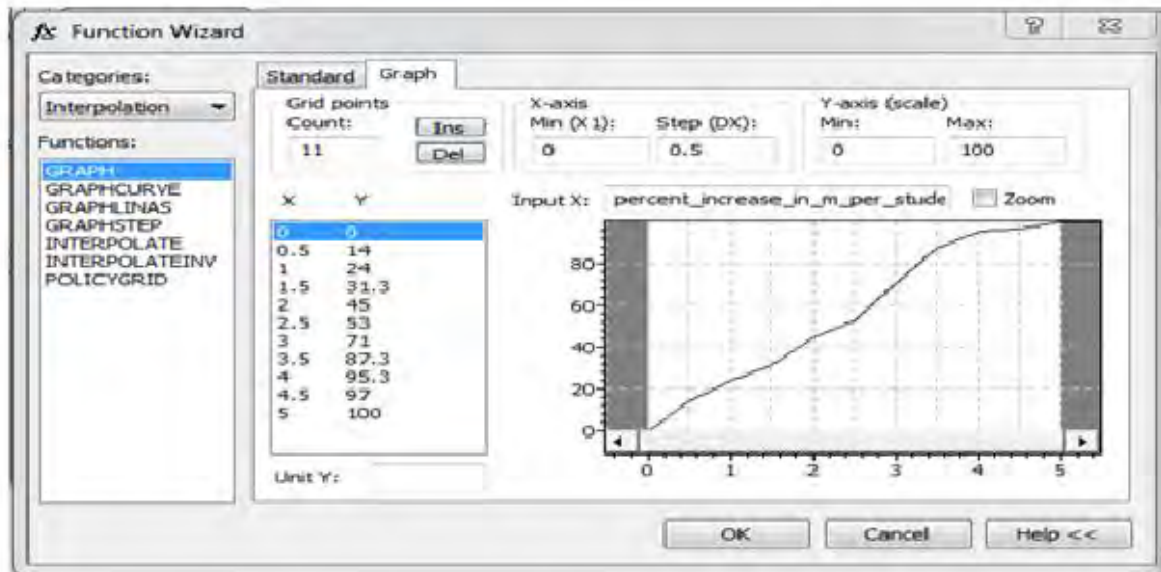 fx Function Wizard
Categories:
Interpolation
Functions:
GRAPH
GRAPHCURVE
GRAPHLINAS
GRAPHSTEP
INTERPOLATE
INTERPOLATEINV
POLICYGRID
Standard Graph
Grid points
Count:
11
Ins
Del
X-axis
Min (X1): Step (DX):
0 0.5
Y-axis (scale)
Min: Max:
0 100
X Y
0 0
0.5 14
1 24
1.5 31.3
2 45
2.5 53
3 71
3.5 87.3
4 95.3
4.5 97
5 100
Unit Y:
Input X: percent_increase_in_m_per_stude Zoom
80
60
40
20
0
0 1 2 3 4 5
OK Cancel Help <<